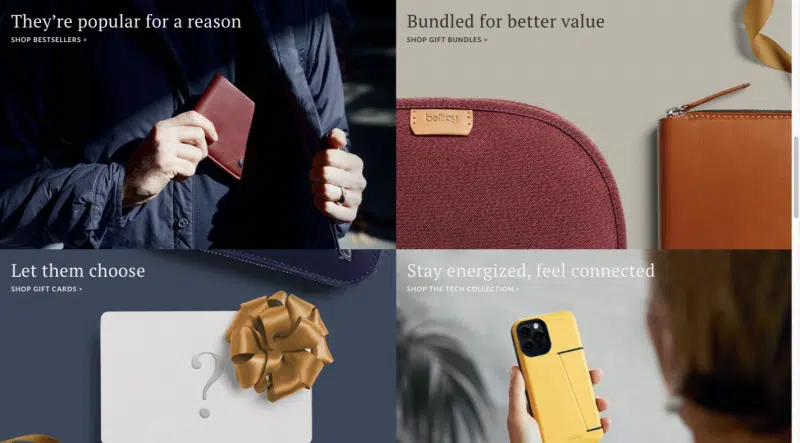 They're popular for a reason
SHOP BESTSELLERS >
Bundled for better value
SHOP GIFT BUNDLES >
bellroy
Let them choose
SHOP GIFT CARDS >
?
Stay energized, feel connected
SHOP THE TECH COLLECTION >